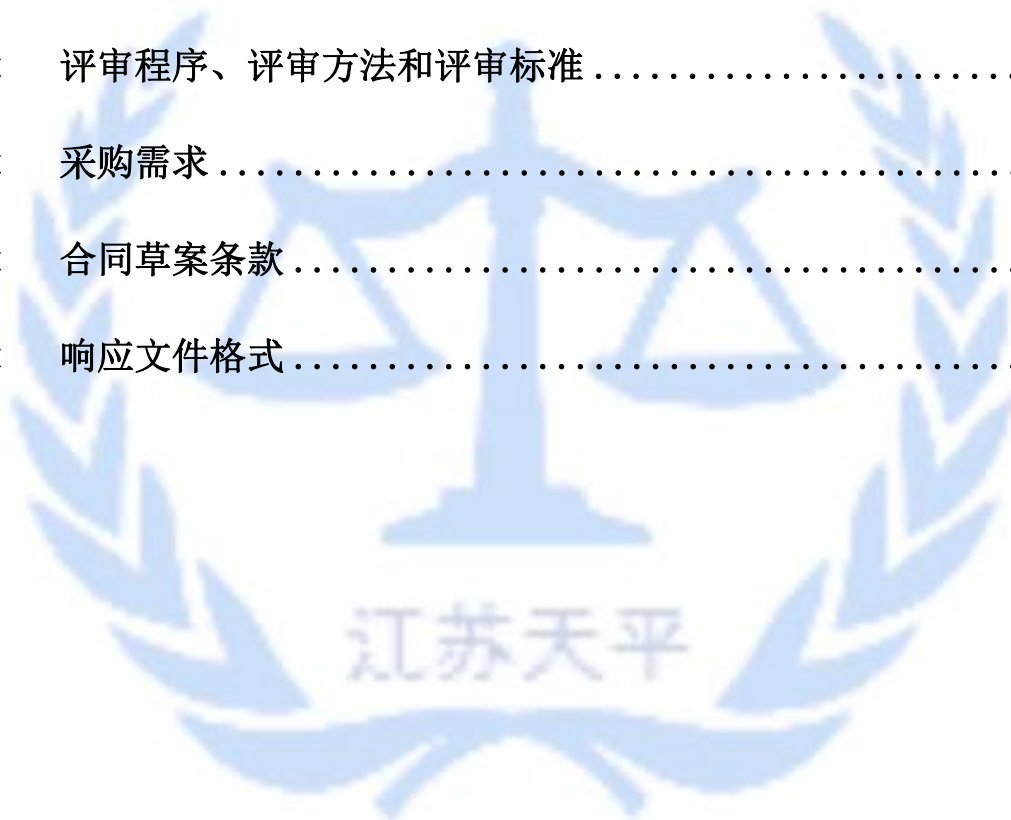 评审程序、评审方法和评审标准........................
采购需求............................................
合同草案条款........................................
响应文件格式........................................
江苏天平